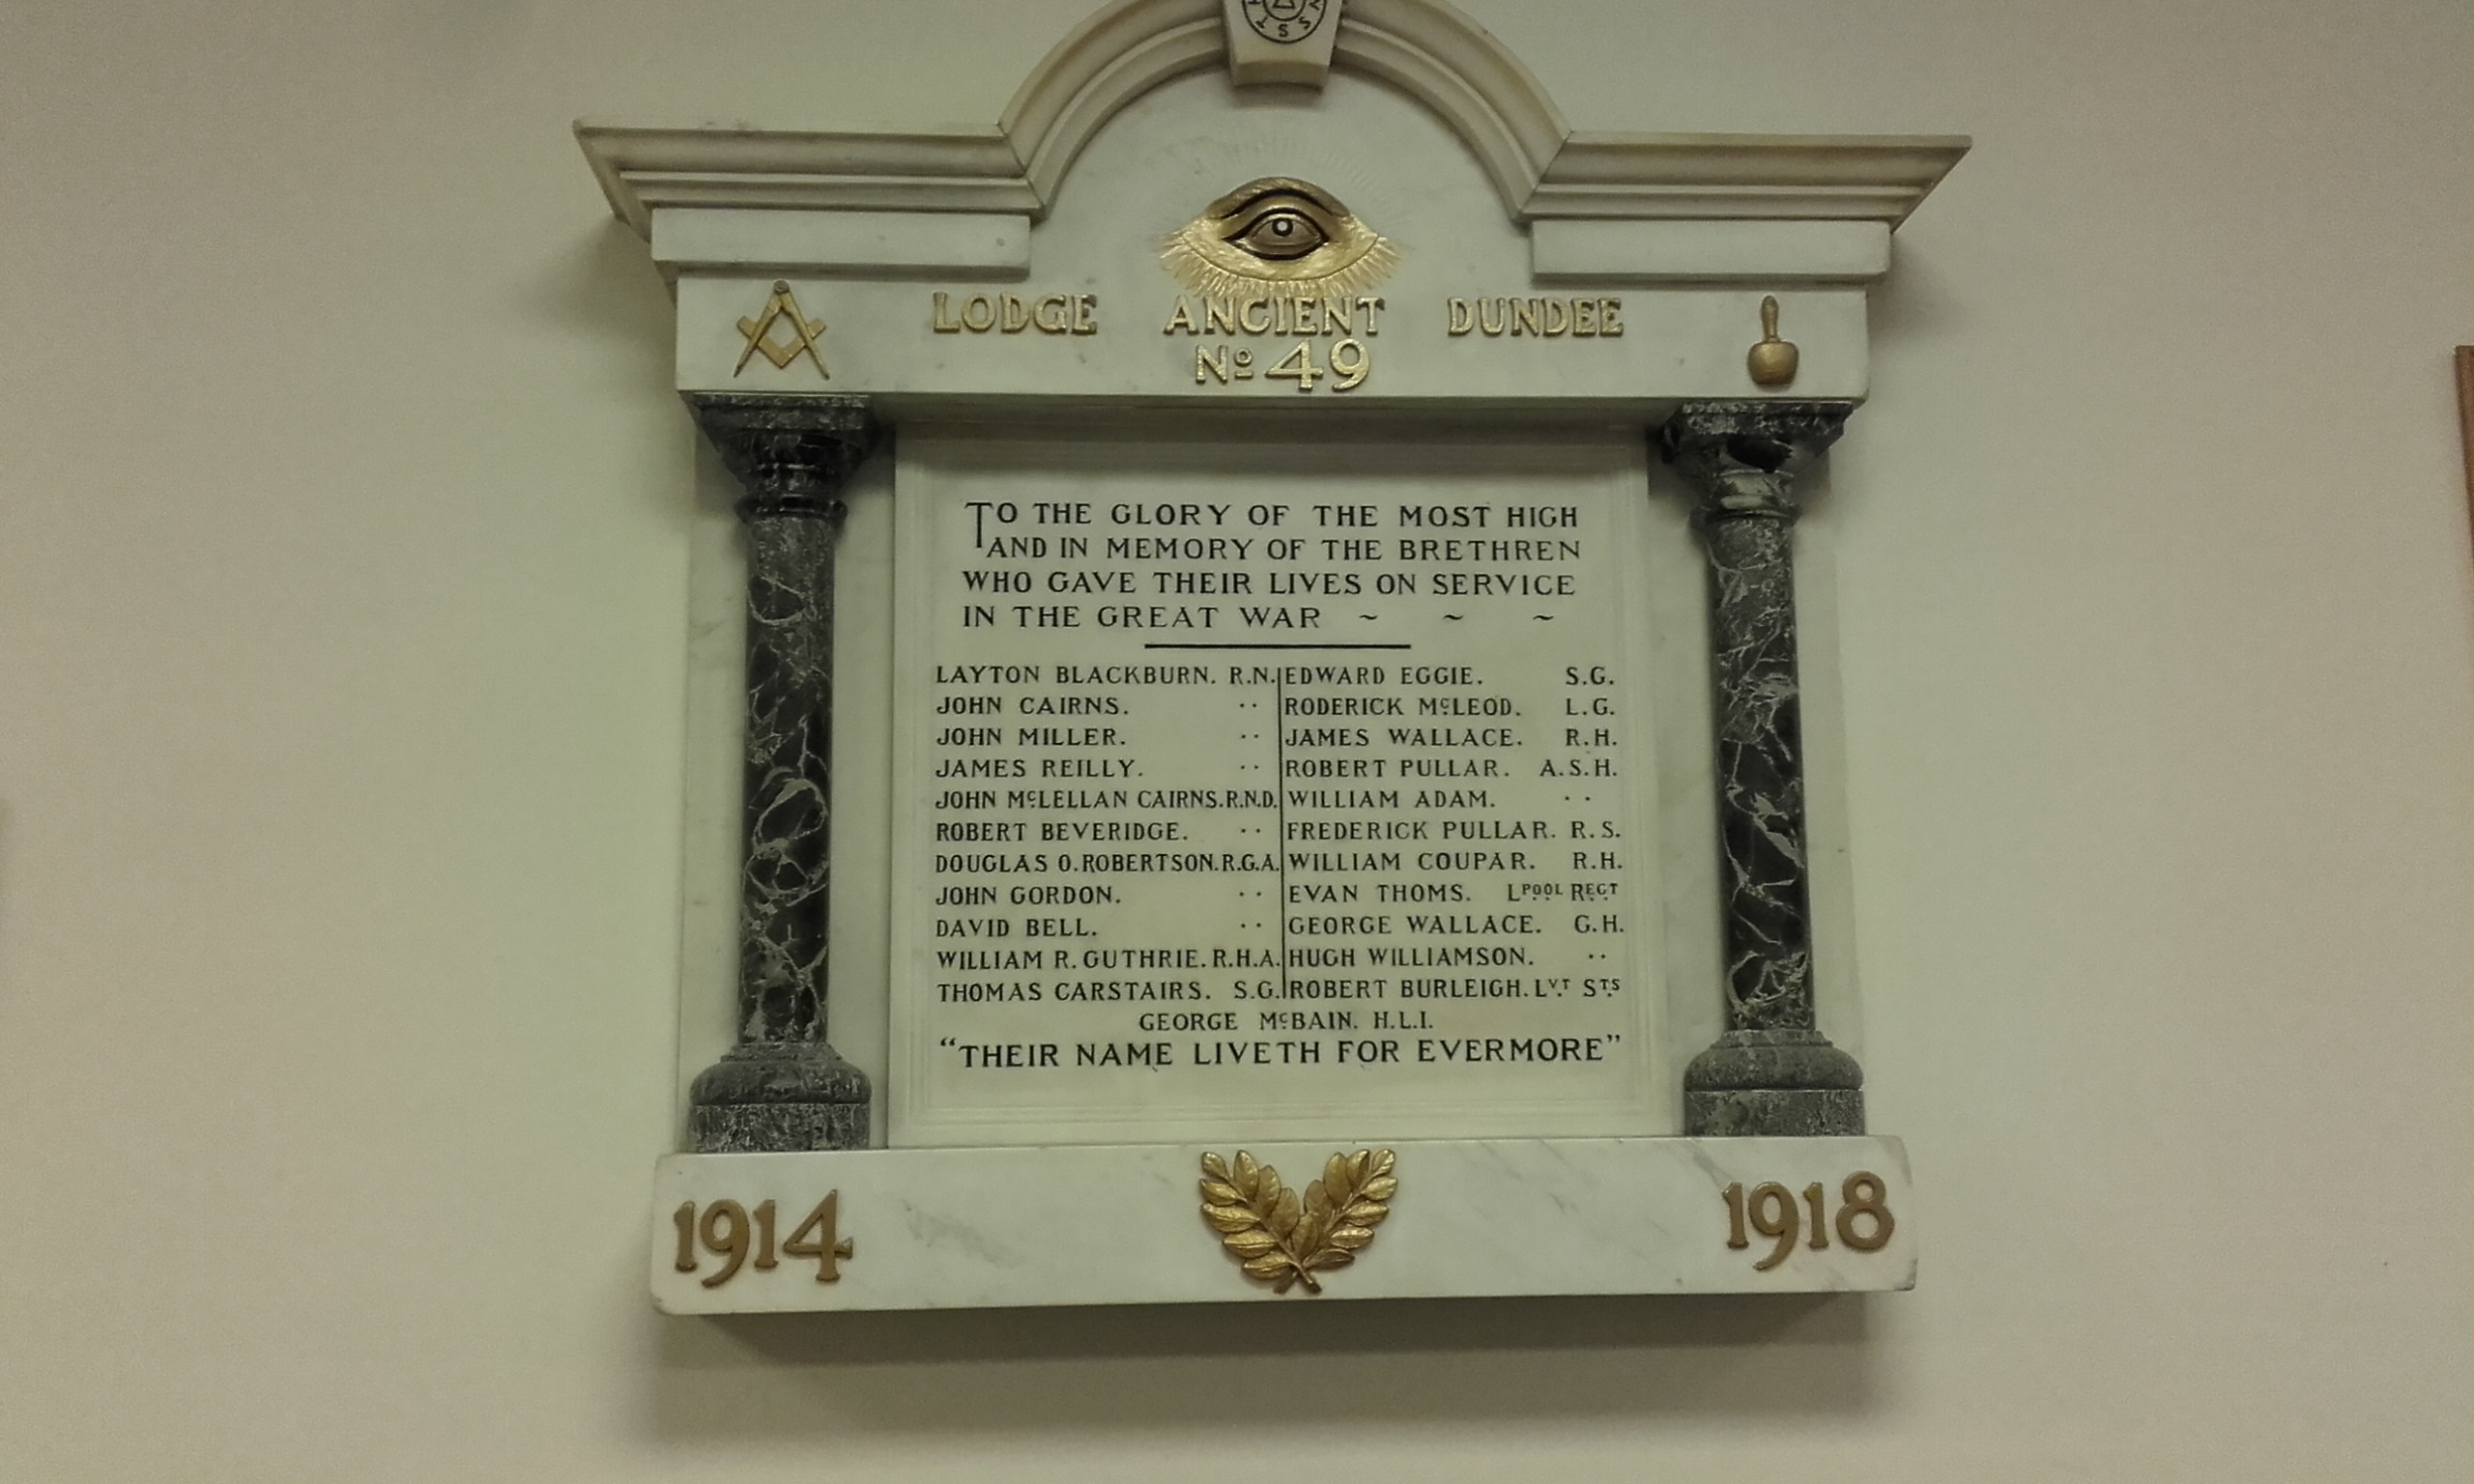 LODGE ANCIENT DUNDEE
Nº 49
TO THE GLORY OF THE MOST HIGH
AND IN MEMORY OF THE BRETHREN
WHO GAVE THEIR LIVES ON SERVICE
IN THE GREAT WAR ~ ~ ~
LAYTON BLACKBURN. R.N.
JOHN CAIRNS. ··
JOHN MILLER. ··
JAMES REILLY. ··
JOHN McLELLAN CAIRNS. R.N.D.
ROBERT BEVERIDGE. ··
DOUGLAS O. ROBERTSON. R.G.A.
JOHN GORDON. ··
DAVID BELL. ··
WILLIAM R. GUTHRIE. R.H.A.
THOMAS CARSTAIRS. S.G.
EDWARD EGGIE. S.G.
RODERICK McLEOD. L.G.
JAMES WALLACE. R.H.
ROBERT PULLAR. A.S.H.
WILLIAM ADAM. ··
FREDERICK PULLAR. R.S.
WILLIAM COUPAR. R.H.
EVAN THOMS. LPOOL REGT
GEORGE WALLACE. G.H.
HUGH WILLIAMSON. ··
ROBERT BURLEIGH. LVT STS
GEORGE McBAIN. H.L.I.
"THEIR NAME LIVETH FOR EVERMORE"
1914 1918